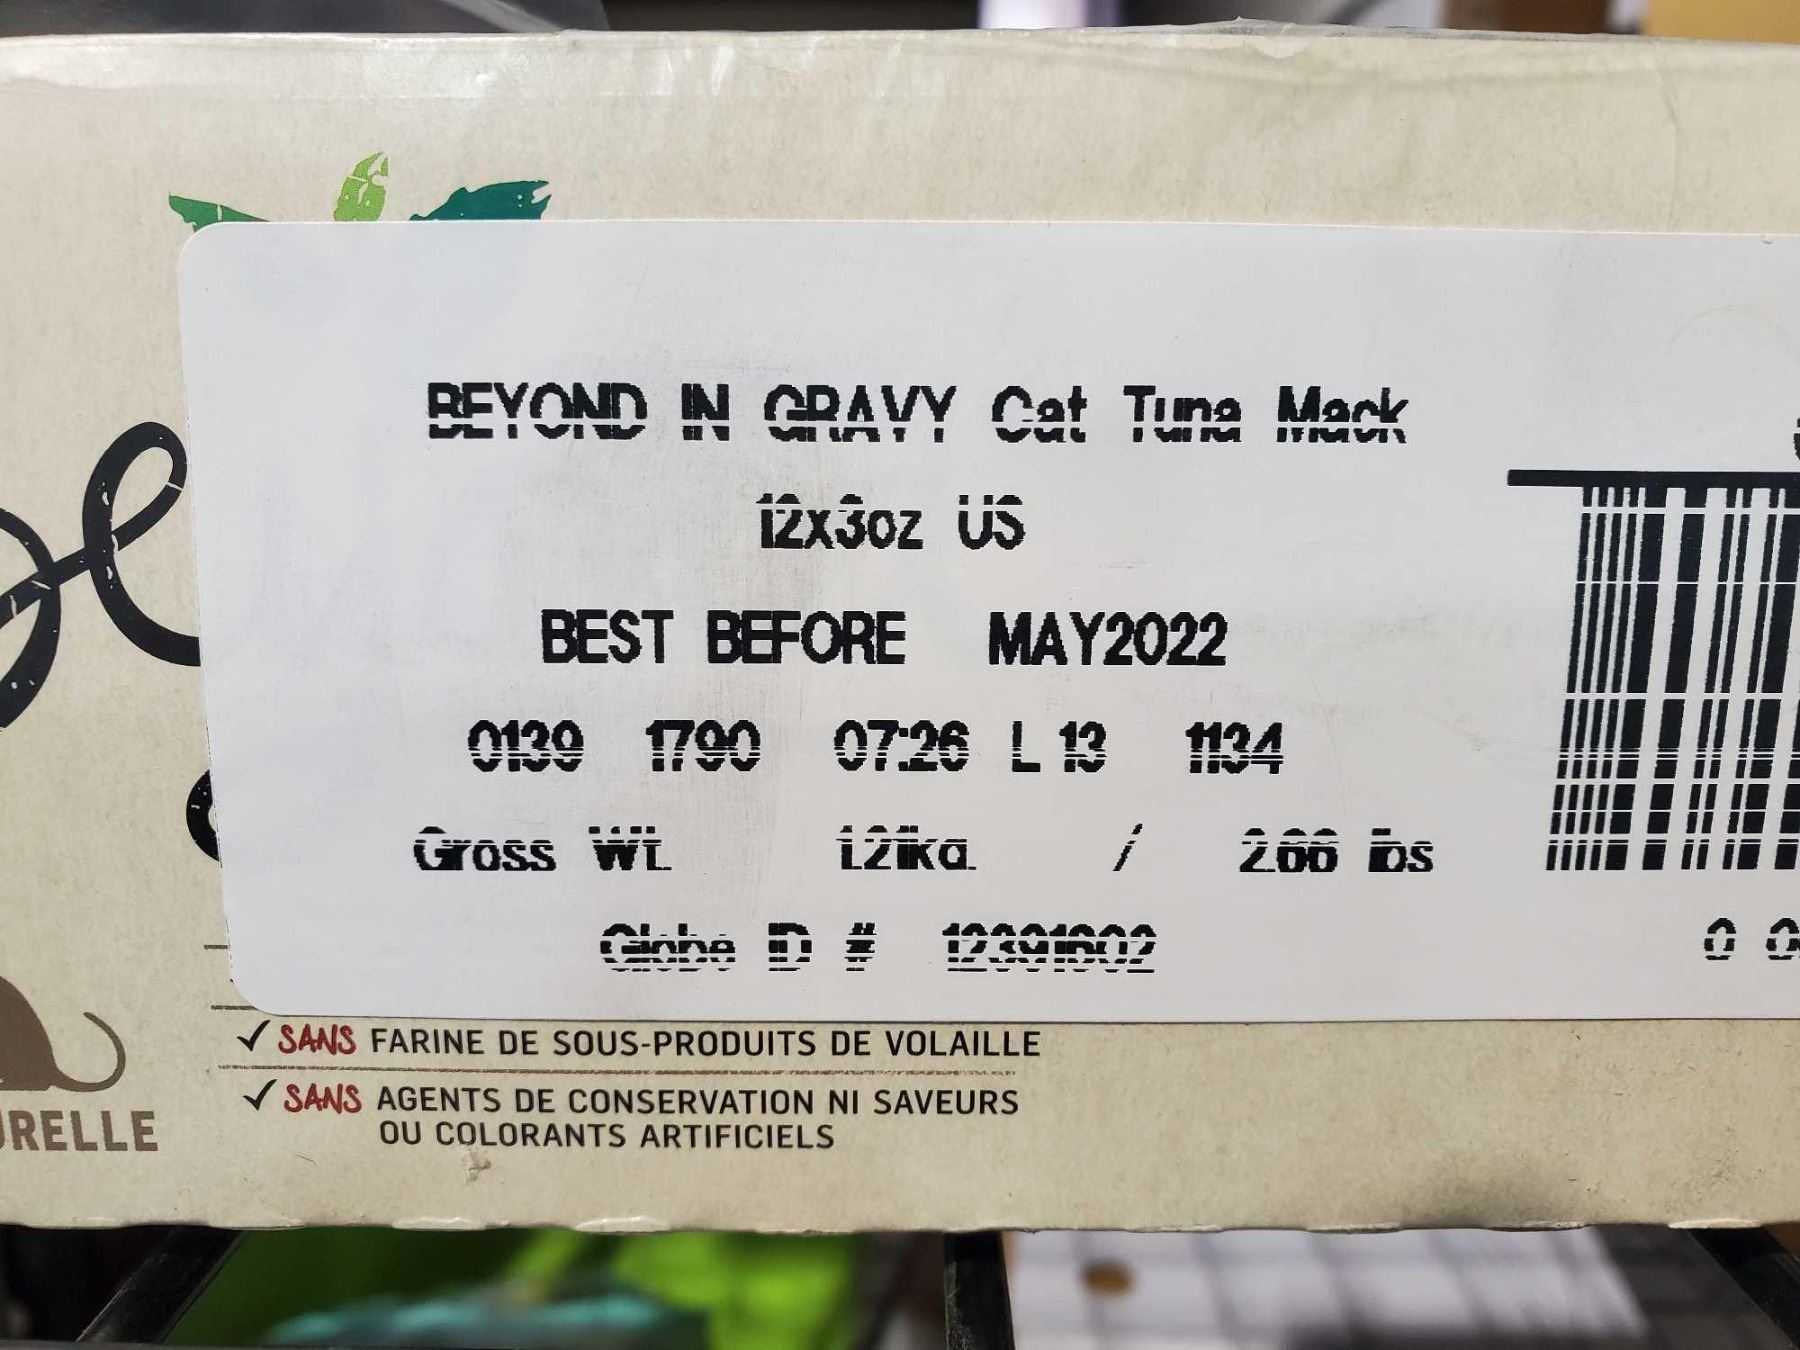 BEYOND IN GRAVY Cat Tuna Mack
12x3oz US
BEST BEFORE MAY2022
0139 1790 07:26 L 13 1134
Gross Wt. 1.21kg. / 2.66 lbs
Globe ID # 12391602
SANS FARINE DE SOUS-PRODUITS DE VOLAILLE
SANS AGENTS DE CONSERVATION NI SAVEURS
OU COLORANTS ARTIFICIELS
URELLE